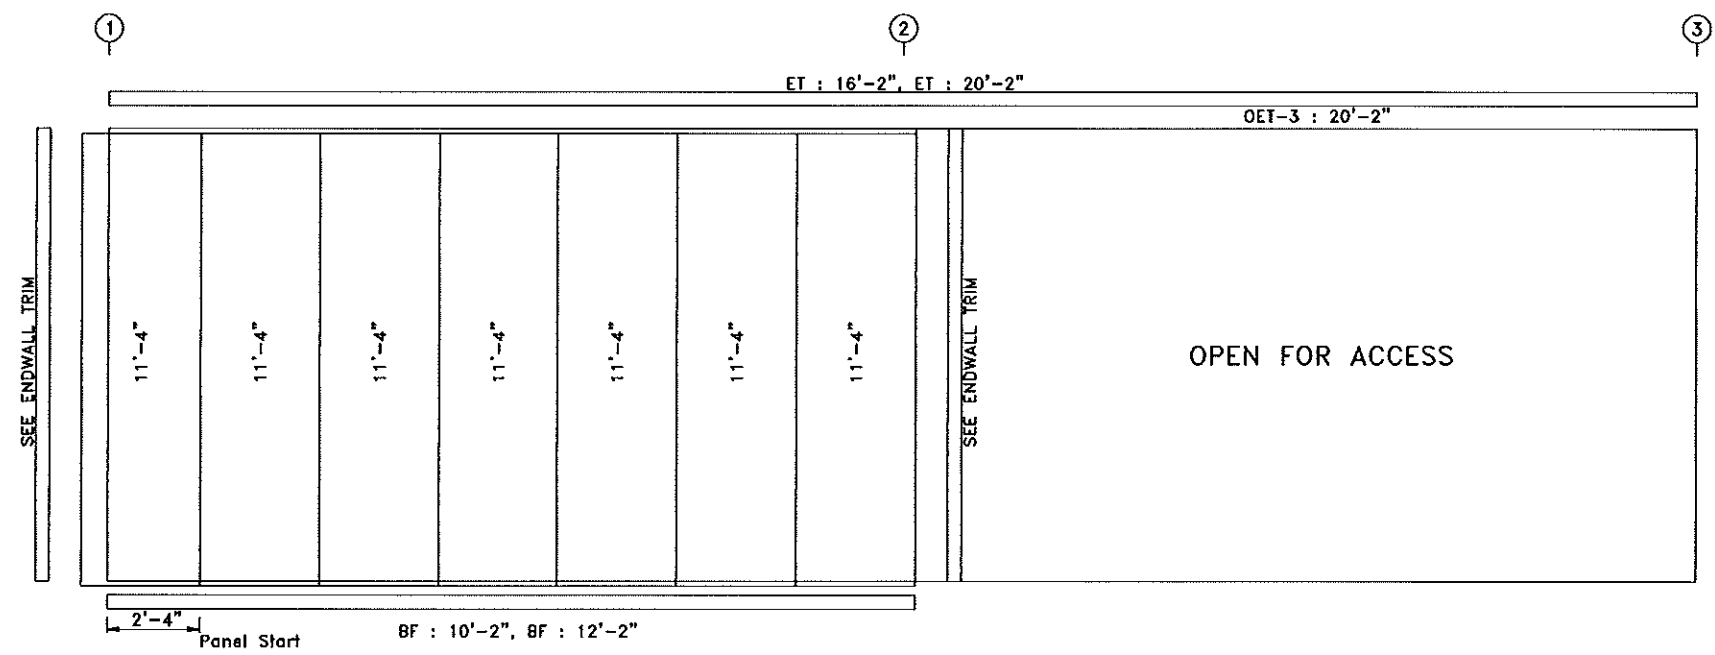 1
2
3
ET : 16'-2", ET : 20'-2"
OET-3 : 20'-2"
SEE ENDWALL TRIM
11'-4"
11'-4"
11'-4"
11'-4"
11'-4"
11'-4"
11'-4"
SEE ENDWALL TRIM
OPEN FOR ACCESS
2'-4"
Panel Start
BF : 10'-2", BF : 12'-2"